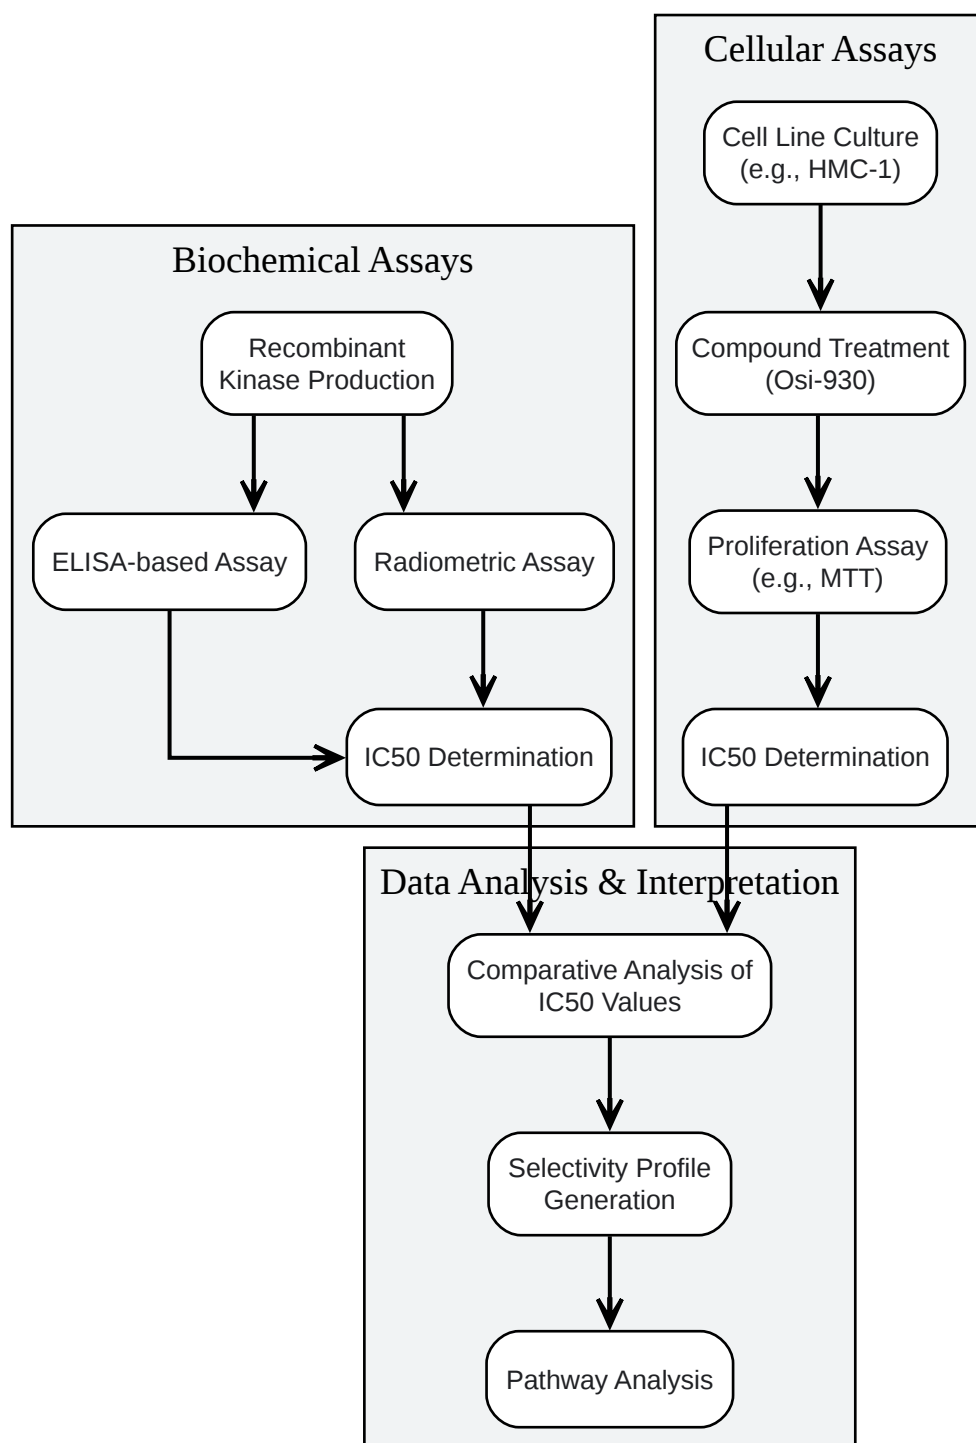 Cellular Assays
Cell Line Culture
(e.g., HMC-1)
Compound Treatment
(Osi-930)
Proliferation Assay
(e.g., MTT)
IC50 Determination
Biochemical Assays
Recombinant
Kinase Production
ELISA-based Assay
Radiometric Assay
IC50 Determination
Data Analysis & Interpretation
Comparative Analysis of
IC50 Values
Selectivity Profile
Generation
Pathway Analysis